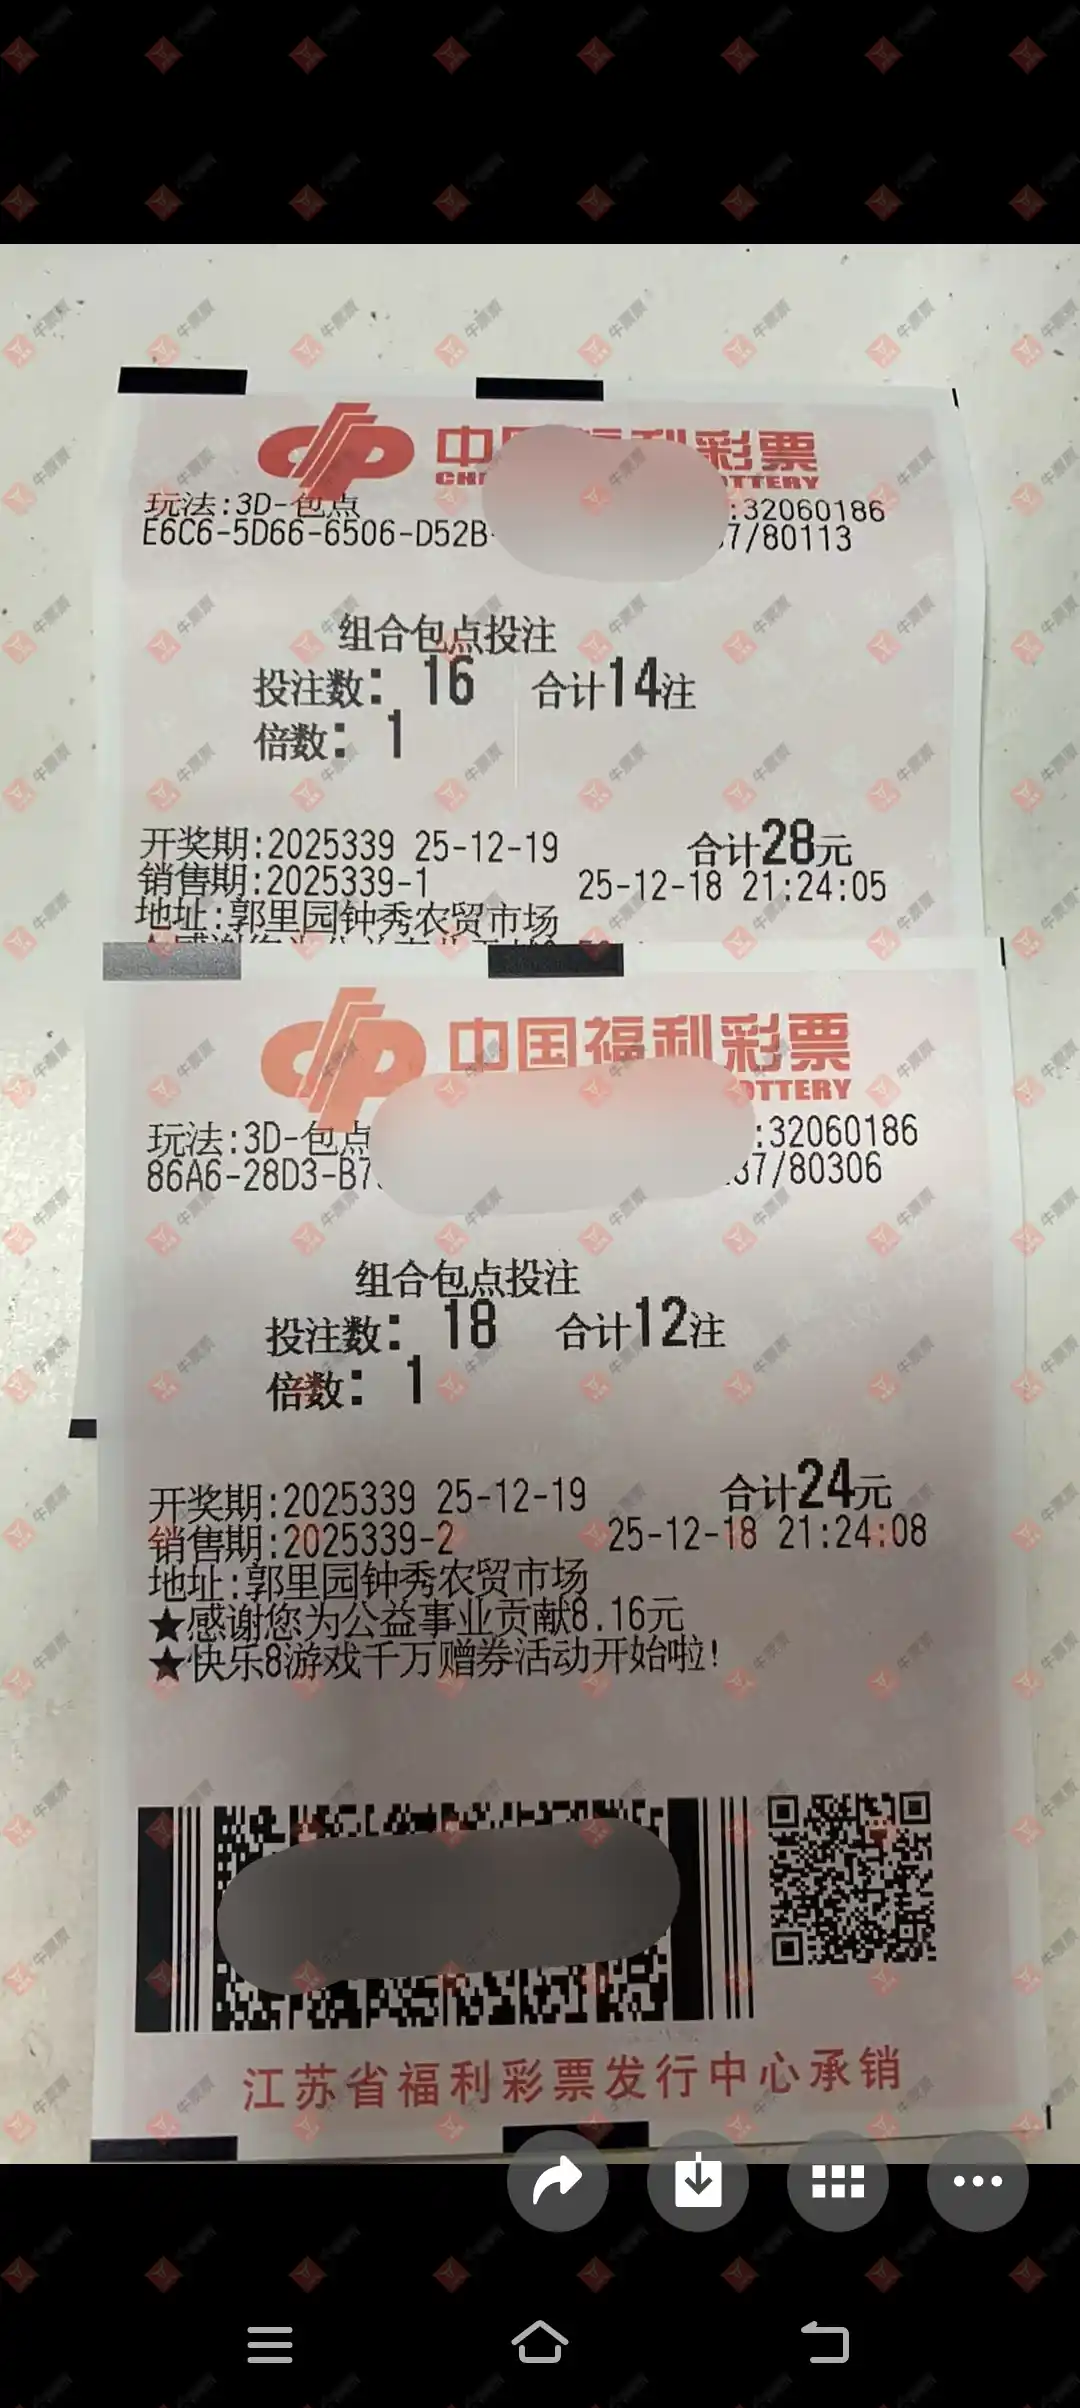 中国福利彩票
玩法:3D-包点 :32060186
E6C6-5D66-6506-D52B- 7/80113
组合包点投注
投注数: 16 合计14注
倍数: 1
开奖期:2025339 25-12-19 合计28元
销售期:2025339-1 25-12-18 21:24:05
地址:郭里园钟秀农贸市场
中国福利彩票
OTTERY
玩法:3D-包点 :32060186
86A6-28D3-B7 37/80306
组合包点投注
投注数: 18 合计12注
倍数: 1
开奖期:2025339 25-12-19 合计24元
销售期:2025339-2 25-12-18 21:24:08
地址:郭里园钟秀农贸市场
★感谢您为公益事业贡献8.16元
★快乐8游戏千万赠券活动开始啦!
江苏省福利彩票发行中心承销